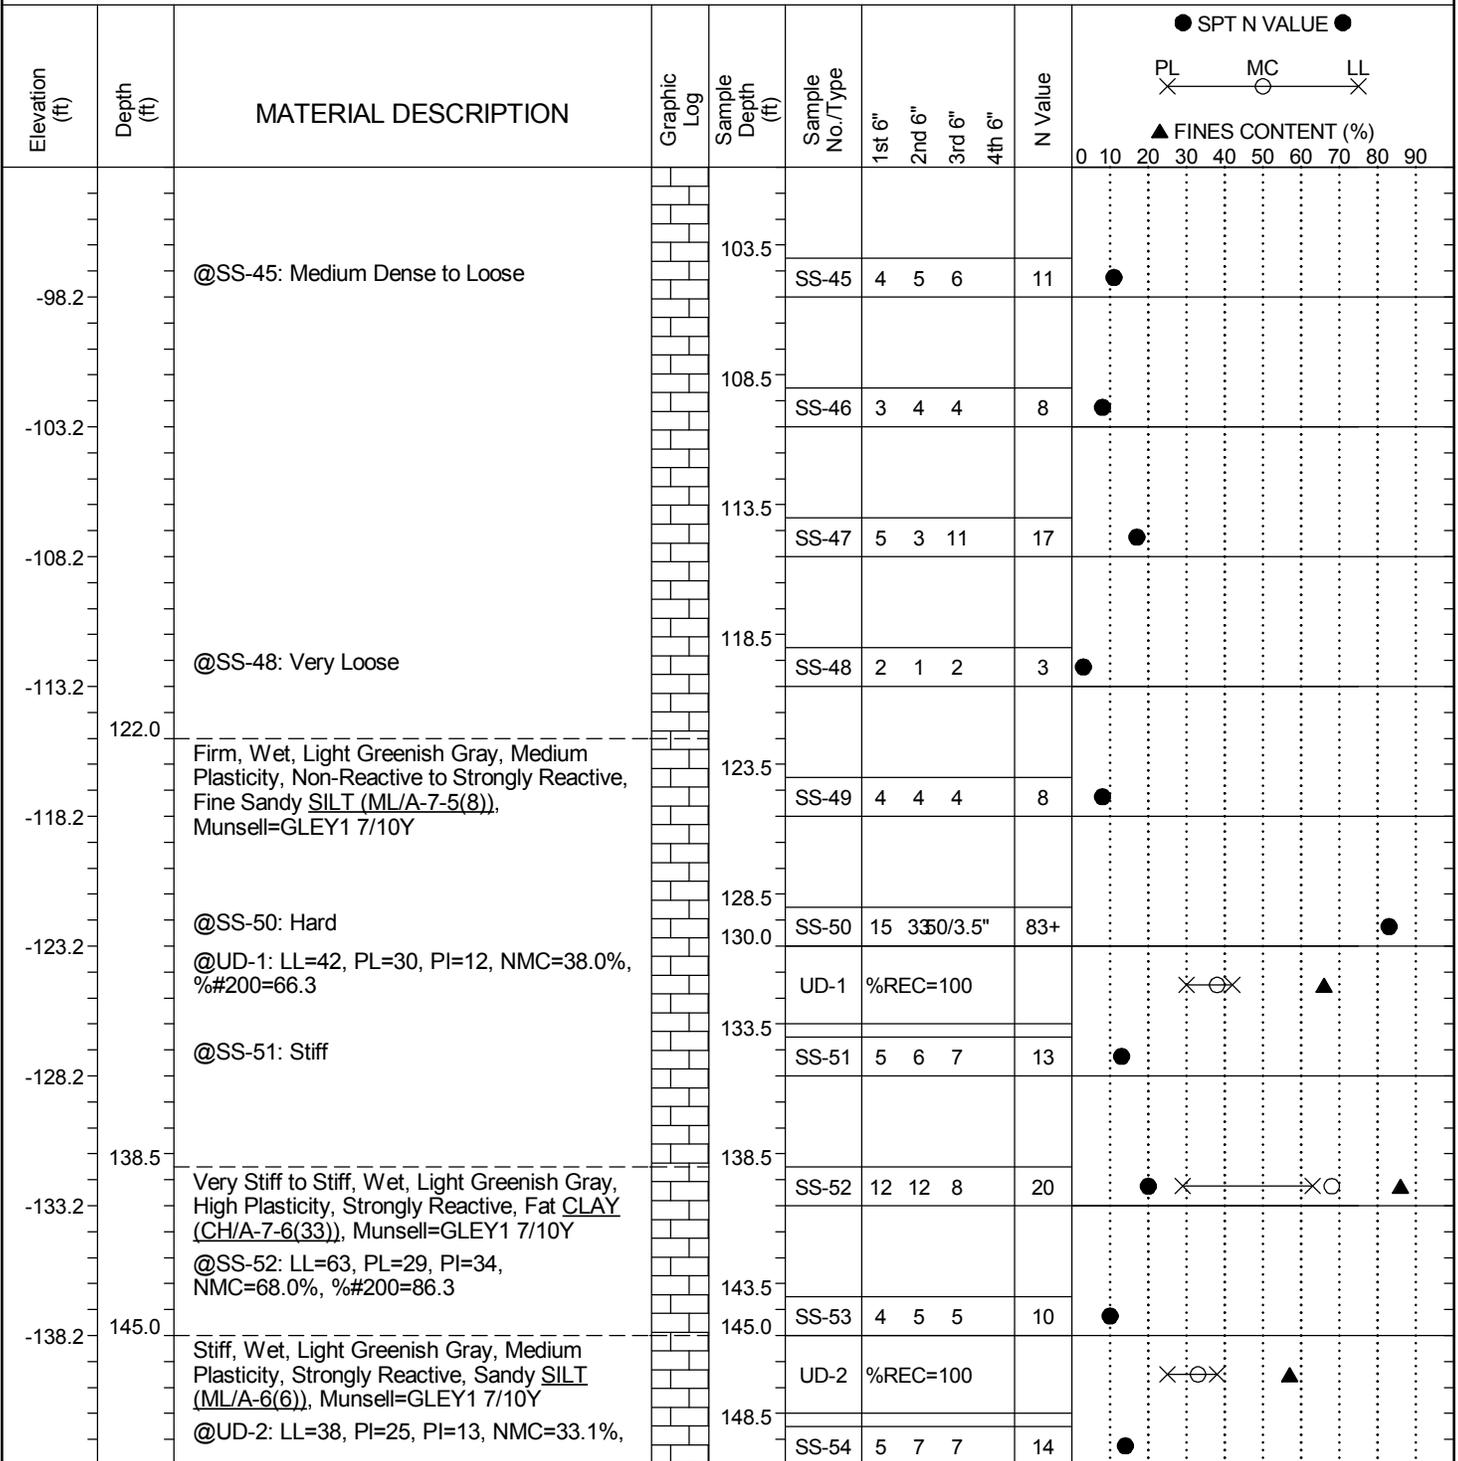 ● SPT N VALUE ●
PL MC LL
▲ FINES CONTENT (%)
Elevation (ft)
Depth (ft)
MATERIAL DESCRIPTION
Graphic Log
Sample Depth (ft)
Sample No./Type
1st 6"
2nd 6"
3rd 6"
4th 6"
N Value
0 10 20 30 40 50 60 70 80 90
103.5
@SS-45: Medium Dense to Loose
SS-45 4 5 6 11
-98.2
108.5
SS-46 3 4 4 8
-103.2
113.5
SS-47 5 3 11 17
-108.2
118.5
@SS-48: Very Loose
SS-48 2 1 2 3
-113.2
122.0
Firm, Wet, Light Greenish Gray, Medium
Plasticity, Non-Reactive to Strongly Reactive,
Fine Sandy SILT (ML/A-7-5(8)),
Munsell=GLEY1 7/10Y
123.5
SS-49 4 4 4 8
-118.2
128.5
@SS-50: Hard
SS-50 15 33 50/3.5" 83+
130.0
-123.2
@UD-1: LL=42, PL=30, PI=12, NMC=38.0%,
%#200=66.3
UD-1 %REC=100
133.5
@SS-51: Stiff
SS-51 5 6 7 13
-128.2
138.5
138.5
Very Stiff to Stiff, Wet, Light Greenish Gray,
High Plasticity, Strongly Reactive, Fat CLAY
(CH/A-7-6(33)), Munsell=GLEY1 7/10Y
SS-52 12 12 8 20
-133.2
@SS-52: LL=63, PL=29, PI=34,
NMC=68.0%, %#200=86.3
143.5
SS-53 4 5 5 10
145.0
145.0
-138.2
Stiff, Wet, Light Greenish Gray, Medium
Plasticity, Strongly Reactive, Sandy SILT
(ML/A-6(6)), Munsell=GLEY1 7/10Y
UD-2 %REC=100
148.5
@UD-2: LL=38, Pl=25, PI=13, NMC=33.1%,
SS-54 5 7 7 14